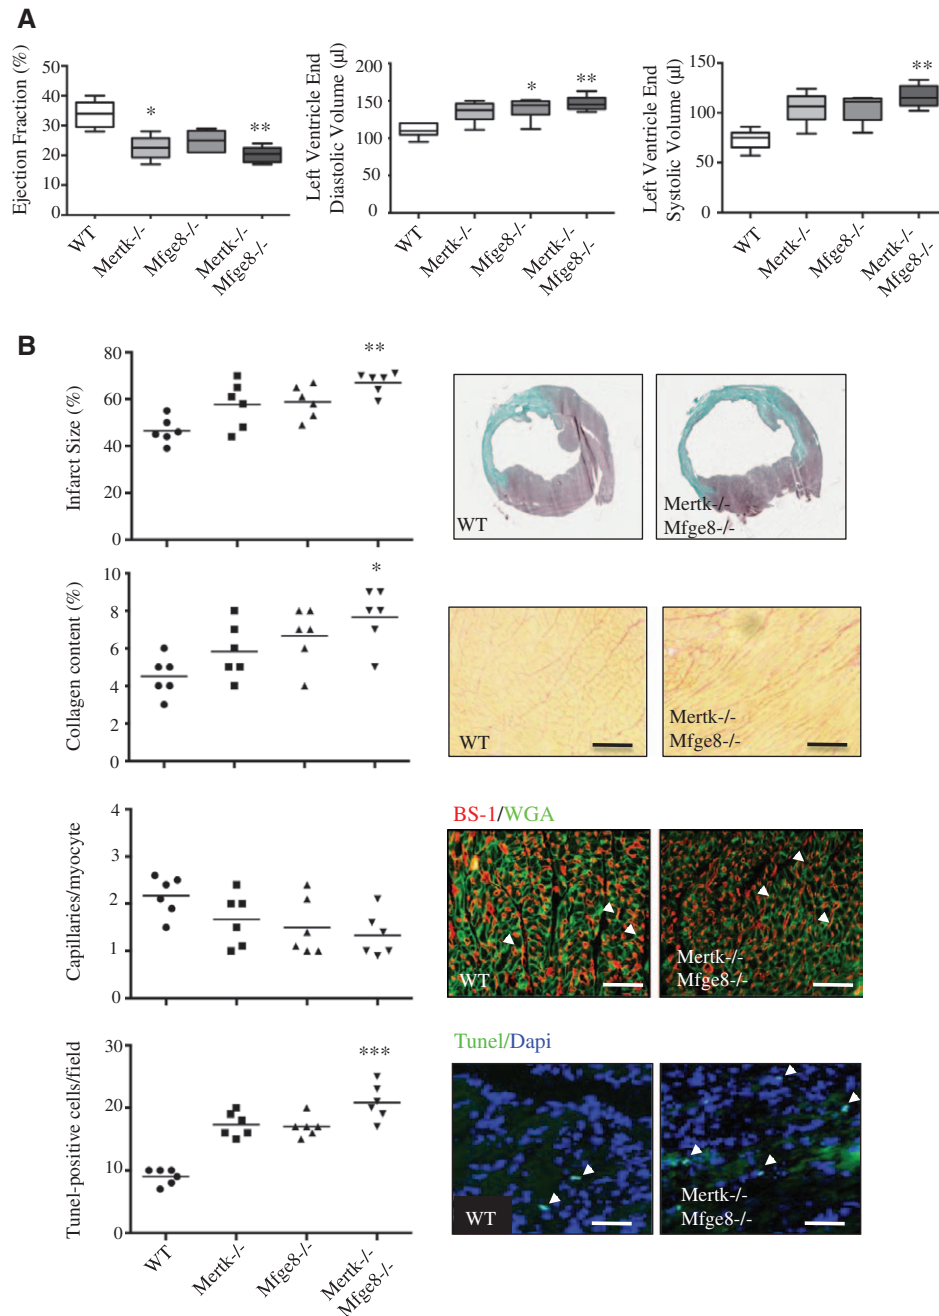 A
Ejection Fraction (%)
50
40
30
20
10
0
*
**
WT
Mertk-/-
Mfge8-/-
Mertk-/-
Mfge8-/-
Left Ventricle End
Diastolic Volume (µl)
200
150
100
50
0
*
**
WT
Mertk-/-
Mfge8-/-
Mertk-/-
Mfge8-/-
Left Ventricle End
Systolic Volume (µl)
150
100
50
0
**
WT
Mertk-/-
Mfge8-/-
Mertk-/-
Mfge8-/-
B
Infarct Size (%)
80
60
40
20
0
**
WT
Mertk-/-
Mfge8-/-
Collagen content (%)
10
8
6
4
2
0
*
WT
Mertk-/-
Mfge8-/-
Capillaries/myocyte
4
3
2
1
0
BS-1/WGA
WT
Mertk-/-
Mfge8-/-
Tunel-positive cells/field
30
20
10
0
***
WT
Mertk-/-
Mfge8-/-
Mertk-/-
Mfge8-/-
Tunel/Dapi
WT
Mertk-/-
Mfge8-/-